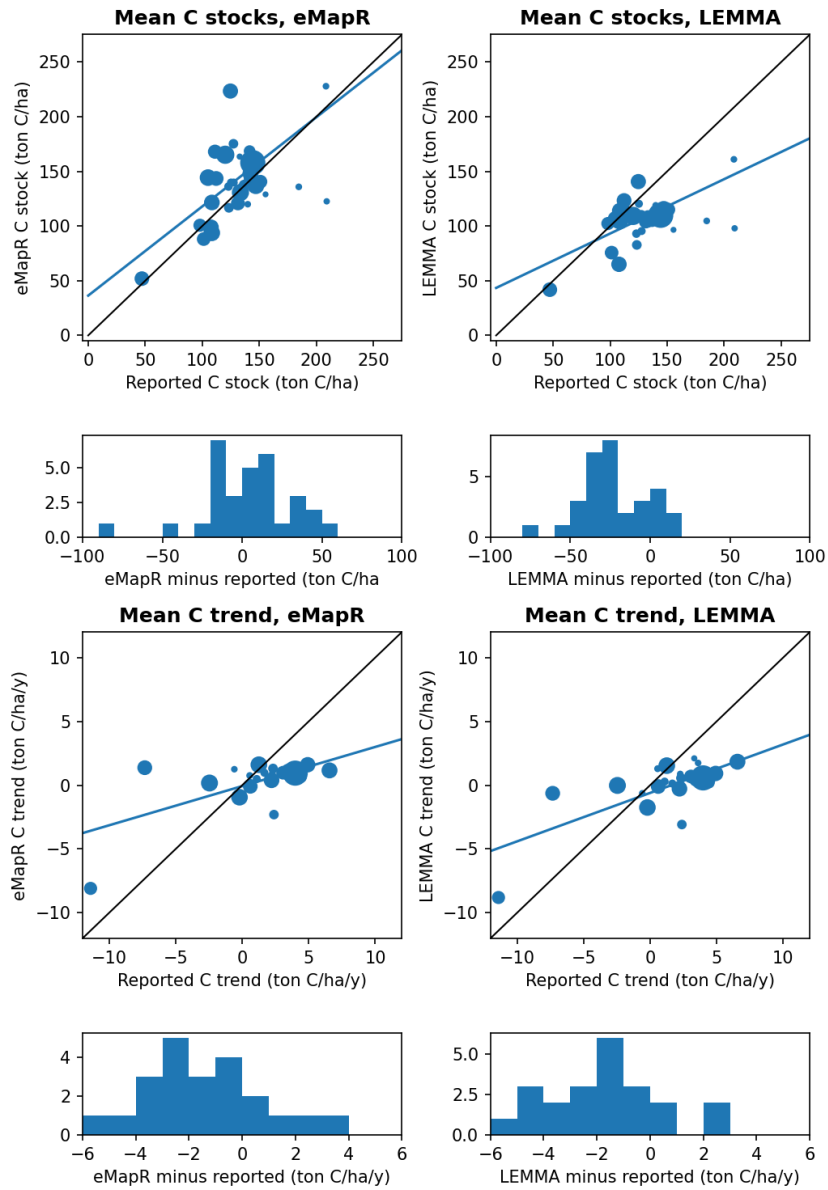 Mean C stocks, eMapR
250
200
150
100
50
0
eMapR C stock (ton C/ha)
0 50 100 150 200 250
Reported C stock (ton C/ha)
Mean C stocks, LEMMA
250
200
150
100
50
0
LEMMA C stock (ton C/ha)
0 50 100 150 200 250
Reported C stock (ton C/ha)
5.0
2.5
0.0
−100 −50 0 50 100
eMapR minus reported (ton C/ha
5
0
−100 −50 0 50 100
LEMMA minus reported (ton C/ha)
Mean C trend, eMapR
10
5
0
−5
−10
eMapR C trend (ton C/ha/y)
−10 −5 0 5 10
Reported C trend (ton C/ha/y)
Mean C trend, LEMMA
10
5
0
−5
−10
LEMMA C trend (ton C/ha/y)
−10 −5 0 5 10
Reported C trend (ton C/ha/y)
4
2
0
−6 −4 −2 0 2 4 6
eMapR minus reported (ton C/ha/y)
5.0
2.5
0.0
−6 −4 −2 0 2 4 6
LEMMA minus reported (ton C/ha/y)